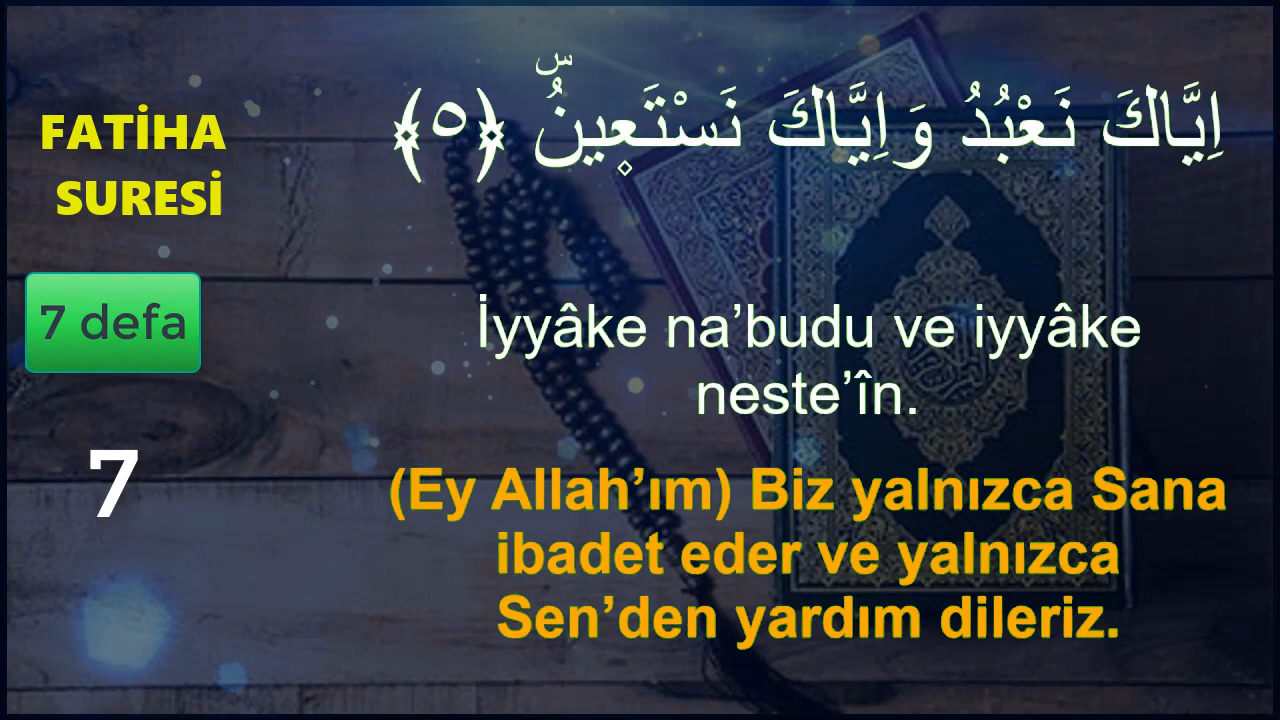 FATİHA
SURESİ
7 defa
7
اِيَّاكَ نَعْبُدُ وَاِيَّاكَ نَسْتَع۪ينُۜ ﴿٥﴾
İyyâke na’budu ve iyyâke
neste’în.
(Ey Allah’ım) Biz yalnızca Sana
ibadet eder ve yalnızca
Sen’den yardım dileriz.